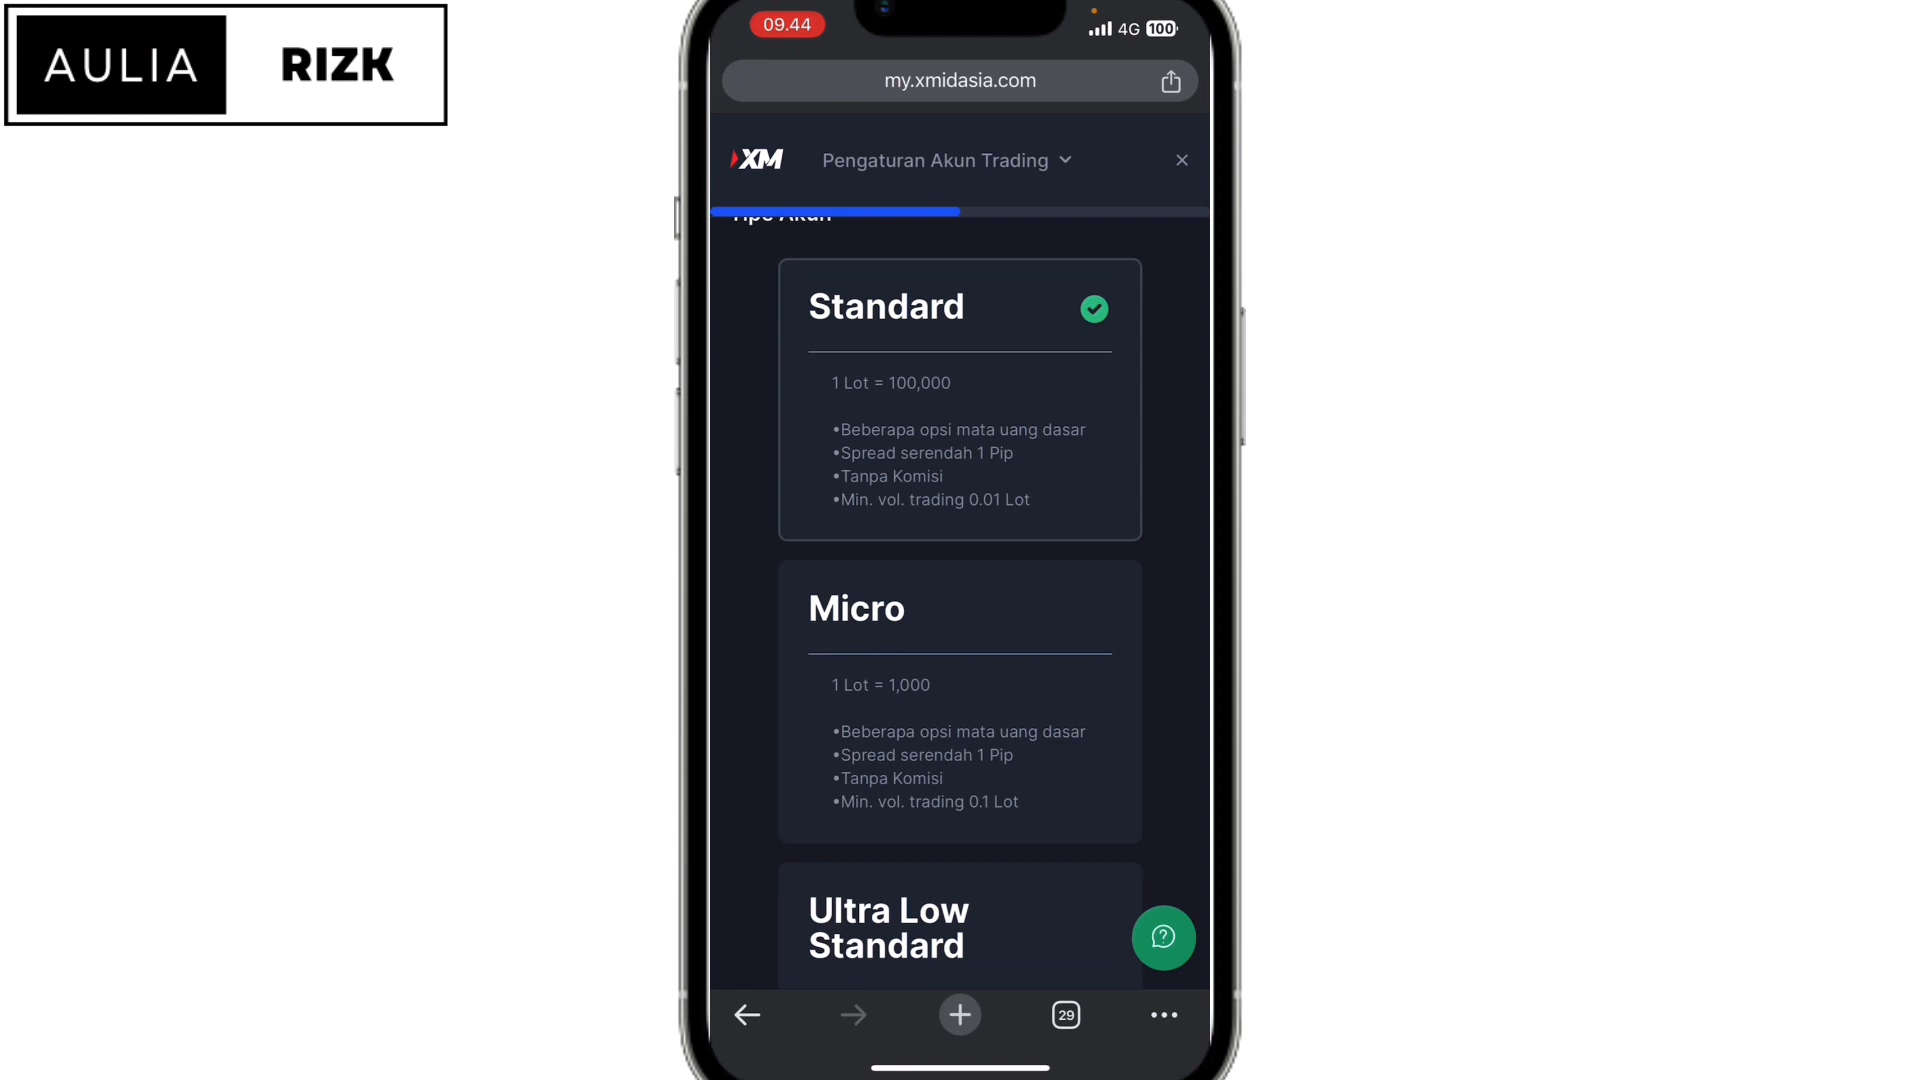 AULIA RIZK
09.44
4G 100
my.xmidasia.com
XM Pengaturan Akun Trading
Tipe Akun
Standard
1 Lot = 100,000
•Beberapa opsi mata uang dasar
•Spread serendah 1 Pip
•Tanpa Komisi
•Min. vol. trading 0.01 Lot
Micro
1 Lot = 1,000
•Beberapa opsi mata uang dasar
•Spread serendah 1 Pip
•Tanpa Komisi
•Min. vol. trading 0.1 Lot
Ultra Low
Standard
29